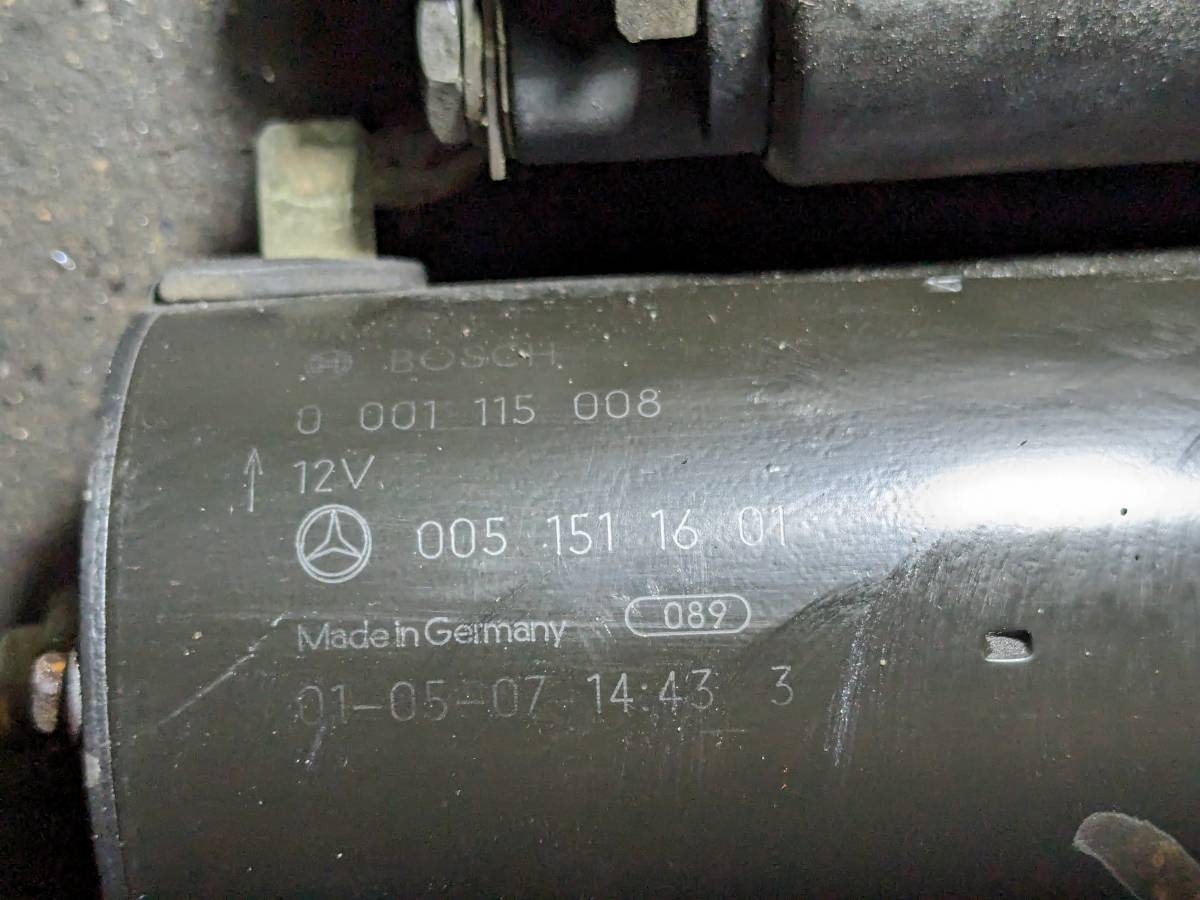 BOSCH
0 001 115 008
12V
005 151 16 01
Made in Germany 089
01-05-07 14:43 3